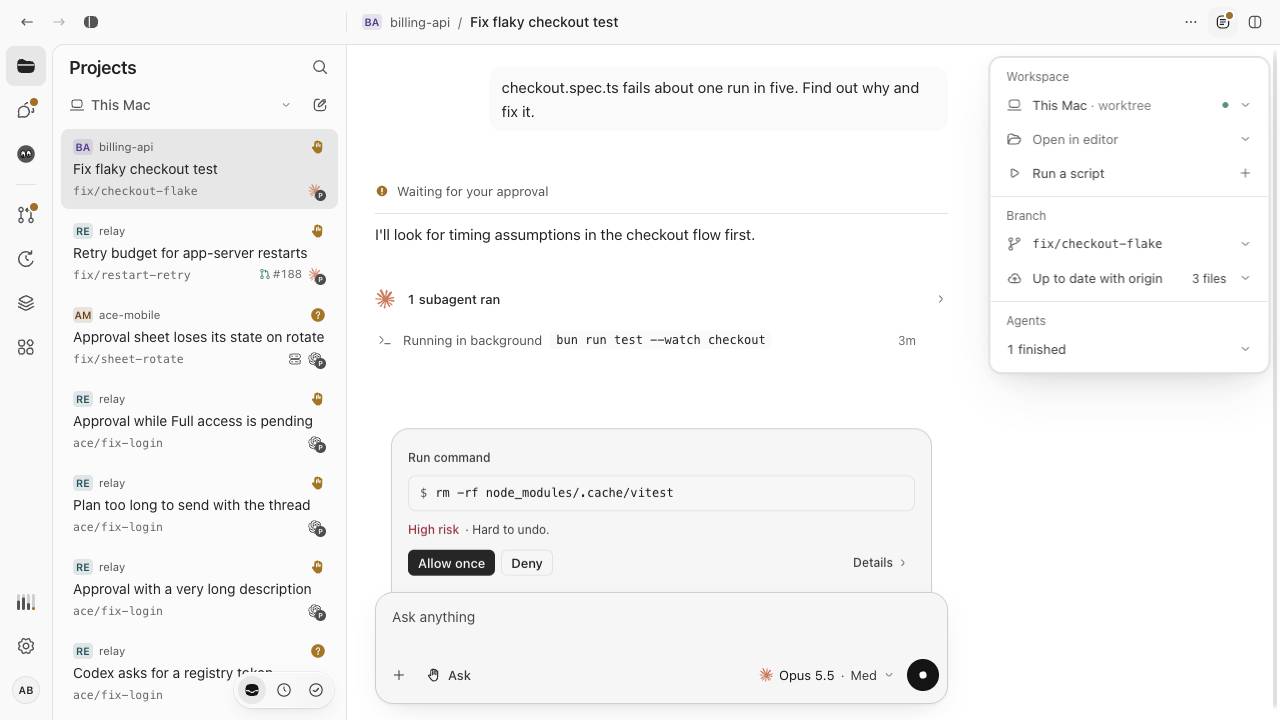 BA billing-api / Fix flaky checkout test
Projects
This Mac
BA billing-api
Fix flaky checkout test
fix/checkout-flake
P
RE relay
Retry budget for app-server restarts
fix/restart-retry #188
P
AM ace-mobile
?
Approval sheet loses its state on rotate
fix/sheet-rotate
P
RE relay
Approval while Full access is pending
ace/fix-login
P
RE relay
Plan too long to send with the thread
ace/fix-login
P
RE relay
Approval with a very long description
ace/fix-login
P
RE relay
?
Codex asks for a registry token
ace/fix-login
AB
checkout.spec.ts fails about one run in five. Find out why and
fix it.
Waiting for your approval
I'll look for timing assumptions in the checkout flow first.
1 subagent ran
Running in background bun run test --watch checkout 3m
Run command
$ rm -rf node_modules/.cache/vitest
High risk · Hard to undo.
Allow once Deny Details
Ask anything
Ask Opus 5.5 · Med
Workspace
This Mac · worktree
Open in editor
Run a script
Branch
fix/checkout-flake
Up to date with origin 3 files
Agents
1 finished